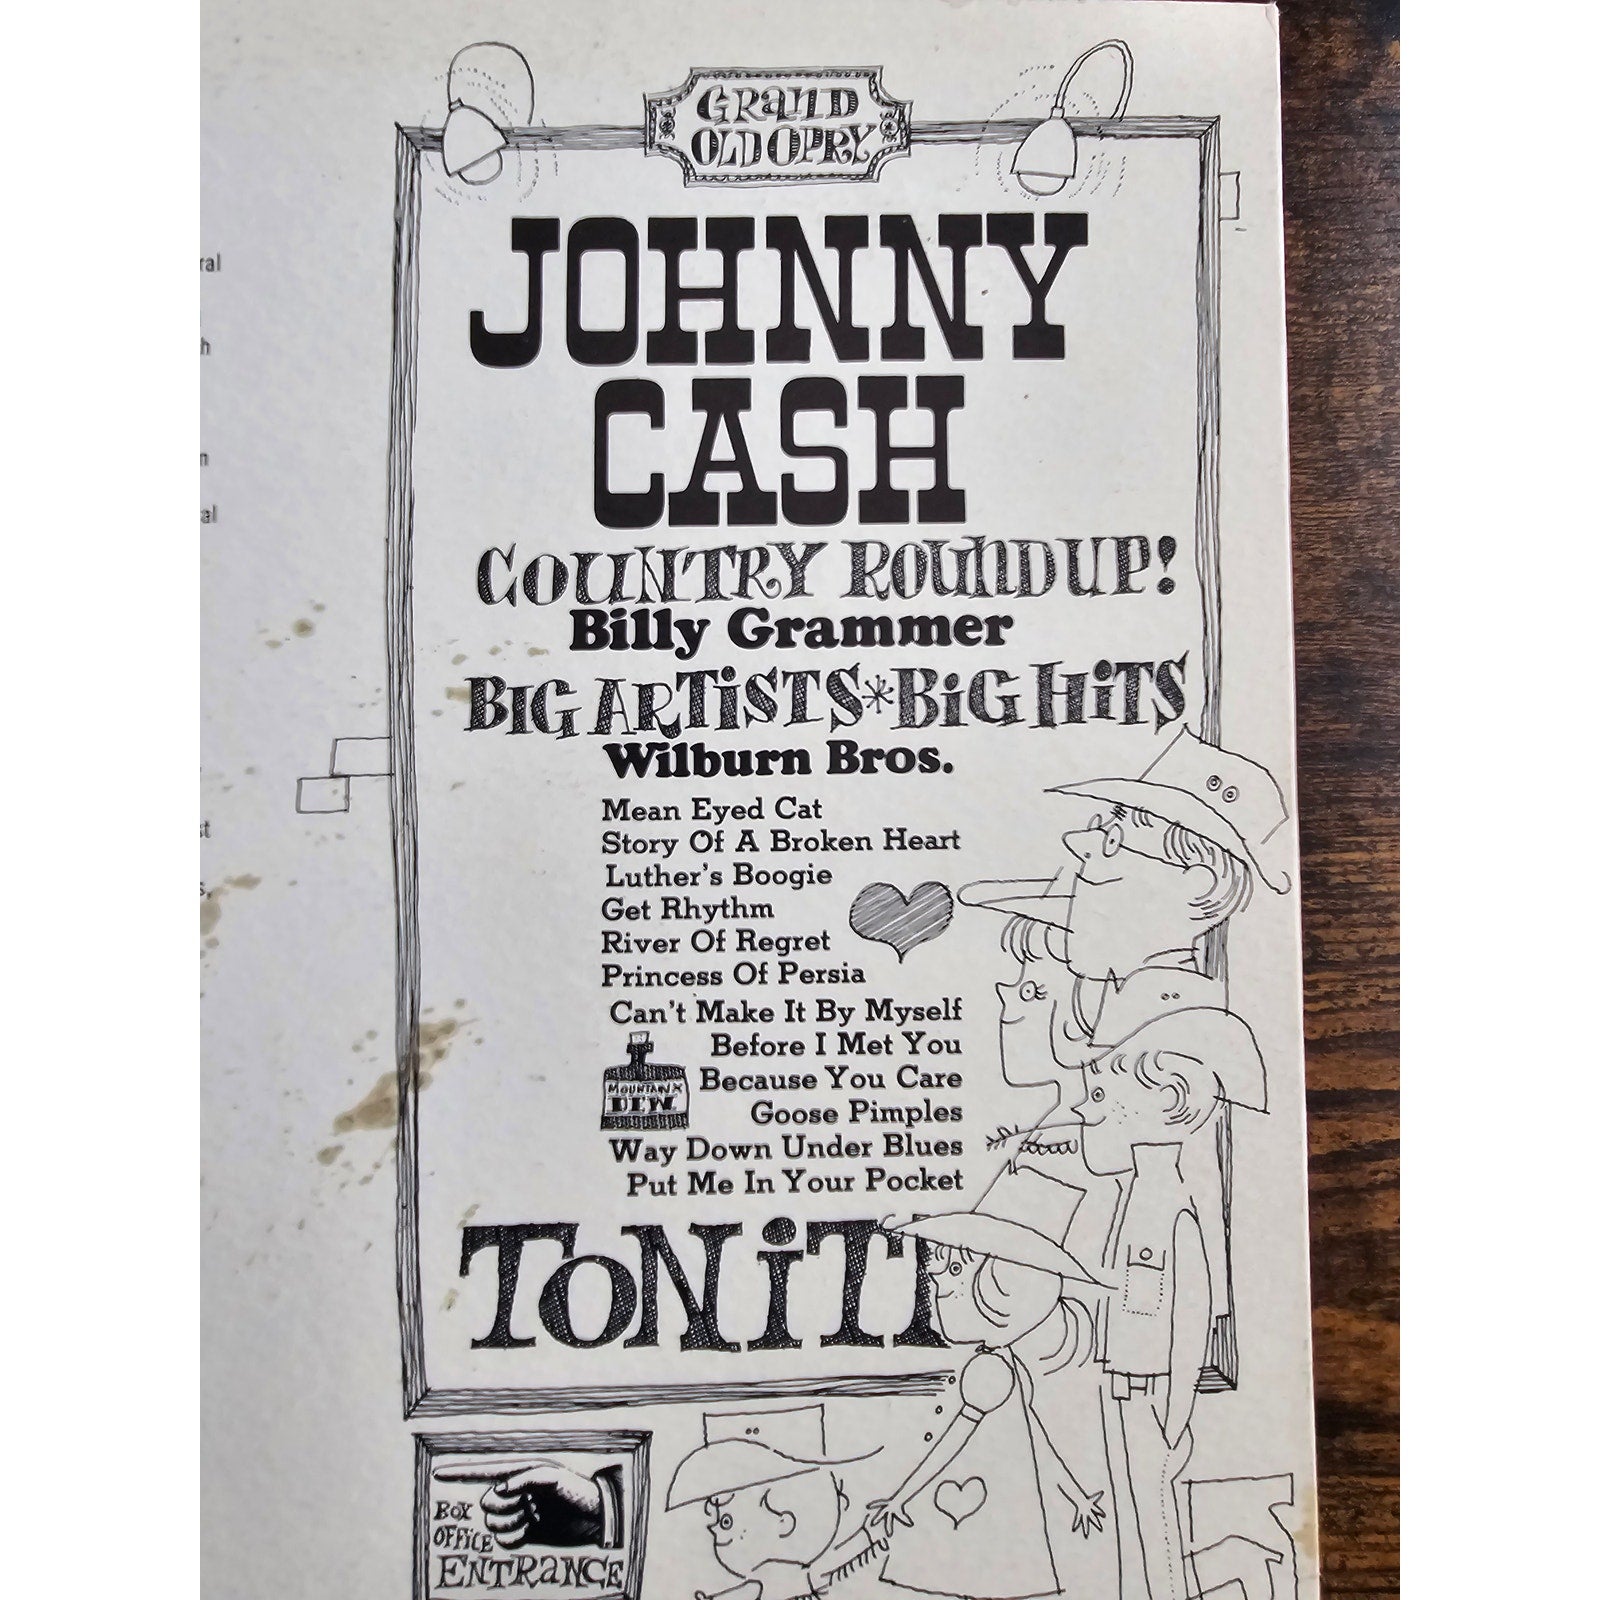 GRAND
OLD OPRY
JOHNNY
CASH
COUNTRY ROUNDUP!
Billy Grammer
BIG ARTiSTS*BiG HiTS
Wilburn Bros.
Mean Eyed Cat
Story Of A Broken Heart
Luther's Boogie
Get Rhythm
River Of Regret
Princess Of Persia
Can't Make It By Myself
Before I Met You
MOUNTAIN
DEW
Because You Care
Goose Pimples
Way Down Under Blues
Put Me In Your Pocket
TONiT
BOX
OFFiCE
ENTRANCE